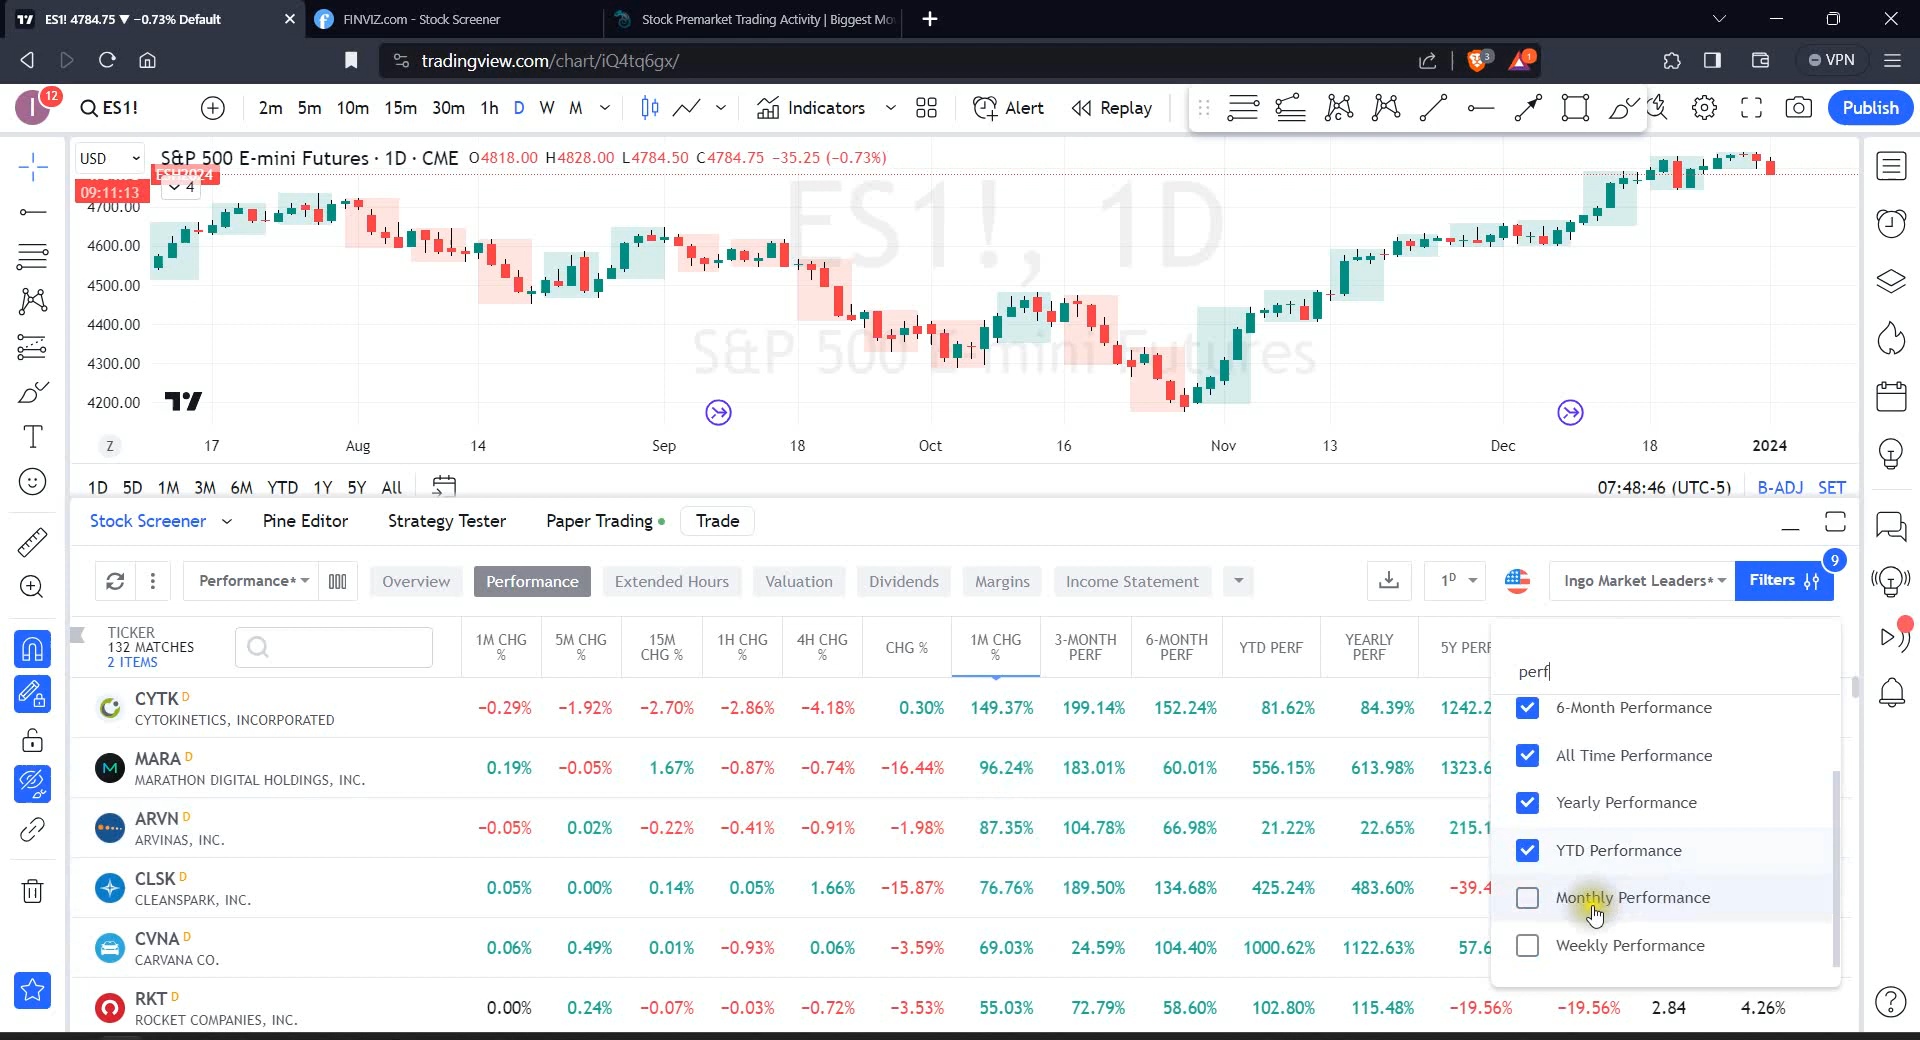 ES1! 4784.75 ▼ −0.73% Default
FINVIZ.com - Stock Screener
Stock Premarket Trading Activity | Biggest Mo
tradingview.com/chart/iQ4tq6gx/
3
1
VPN
I
12
ES1!
2m 5m 10m 15m 30m 1h D W M
Indicators
Alert
Replay
Publish
USD
S&P 500 E-mini Futures · 1D · CME O4818.00 H4828.00 L4784.50 C4784.75 −35.25 (−0.73%)
ESH2024
09:11:13
4
ES1!, 1D
S&P 500 E-mini Futures
4700.00
4600.00
4500.00
4400.00
4300.00
4200.00
Z
17 Aug 14 Sep 18 Oct 16 Nov 13 Dec 18 2024
1D 5D 1M 3M 6M YTD 1Y 5Y All
07:48:46 (UTC-5) B-ADJ SET
Stock Screener Pine Editor Strategy Tester Paper Trading Trade
Performance*
Overview Performance Extended Hours Valuation Dividends Margins Income Statement
1D
Ingo Market Leaders*
Filters
9
TICKER
132 MATCHES
2 ITEMS
1M CHG %
5M CHG %
15M CHG %
1H CHG %
4H CHG %
CHG %
1M CHG %
3-MONTH PERF
6-MONTH PERF
YTD PERF
YEARLY PERF
5Y PERF
CYTK D
CYTOKINETICS, INCORPORATED
−0.29% −1.92% −2.70% −2.86% −4.18% 0.30% 149.37% 199.14% 152.24% 81.62% 84.39% 1242.2
MARA D
MARATHON DIGITAL HOLDINGS, INC.
0.19% −0.05% 1.67% −0.87% −0.74% −16.44% 96.24% 183.01% 60.01% 556.15% 613.98% 1323.6
ARVN D
ARVINAS, INC.
−0.05% 0.02% −0.22% −0.41% −0.91% −1.98% 87.35% 104.78% 66.98% 21.22% 22.65% 215.1
CLSK D
CLEANSPARK, INC.
0.05% 0.00% 0.14% 0.05% 1.66% −15.87% 76.76% 189.50% 134.68% 425.24% 483.60% −39.4
CVNA D
CARVANA CO.
0.06% 0.49% 0.01% −0.93% 0.06% −3.59% 69.03% 24.59% 104.40% 1000.62% 1122.63% 57.6
RKT D
ROCKET COMPANIES, INC.
0.00% 0.24% −0.07% −0.03% −0.72% −3.53% 55.03% 72.79% 58.60% 102.80% 115.48% −19.56% −19.56% 2.84 4.26%
perf
6-Month Performance
All Time Performance
Yearly Performance
YTD Performance
Monthly Performance
Weekly Performance